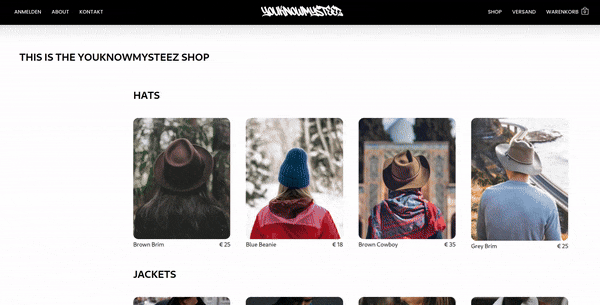 ANMELDEN ABOUT KONTAKT YOUKNOWMYSTEEZ SHOP VERSAND WARENKORB 0
THIS IS THE YOUKNOWMYSTEEZ SHOP
HATS
Brown Brim € 25 Blue Beanie € 18 Brown Cowboy € 35 Grey Brim € 25
JACKETS